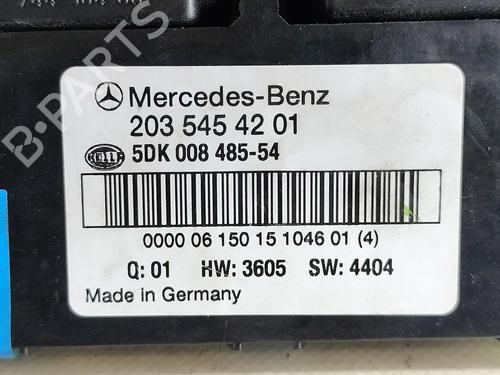 B-PARTS
Mercedes-Benz
203 545 42 01
HELLA 5DK 008 485-54
0000 06 150 15 1046 01 (4)
Q: 01 HW: 3605 SW: 4404
Made in Germany